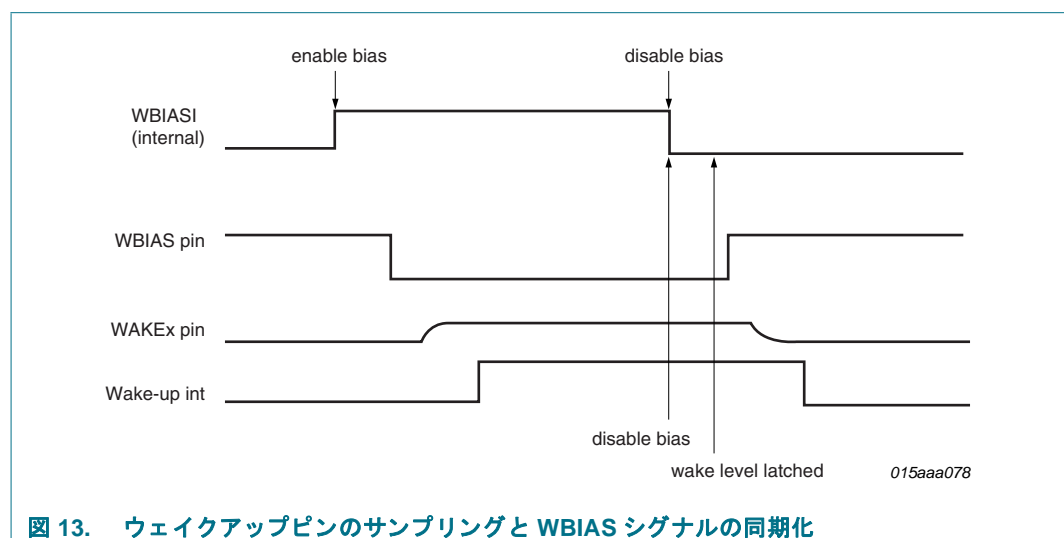 enable bias
disable bias
WBIASI
(internal)
WBIAS pin
WAKEx pin
Wake-up int
disable bias
wake level latched
015aaa078
図 13. ウェイクアップピンのサンプリングと WBIAS シグナルの同期化